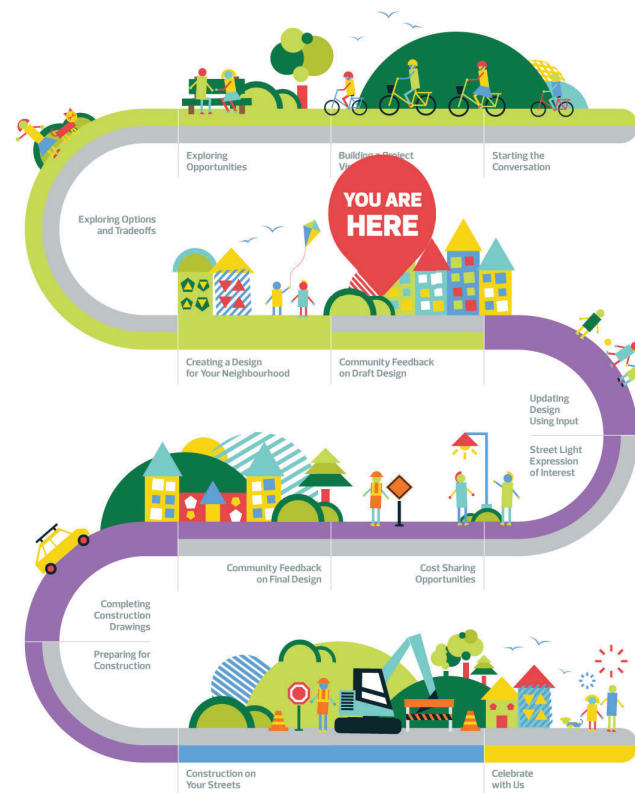 Exploring
Opportunities
Building a Project
Starting the
Conversation
Exploring Options
and Tradeoffs
YOU ARE
HERE
Creating a Design
for Your Neighbourhood
Community Feedback
on Draft Design
Updating
Design
Using Input
Street Light
Expression
of Interest
Community Feedback
on Final Design
Cost Sharing
Opportunities
Completing
Construction
Drawings
Preparing for
Construction
Construction on
Your Streets
Celebrate
with Us